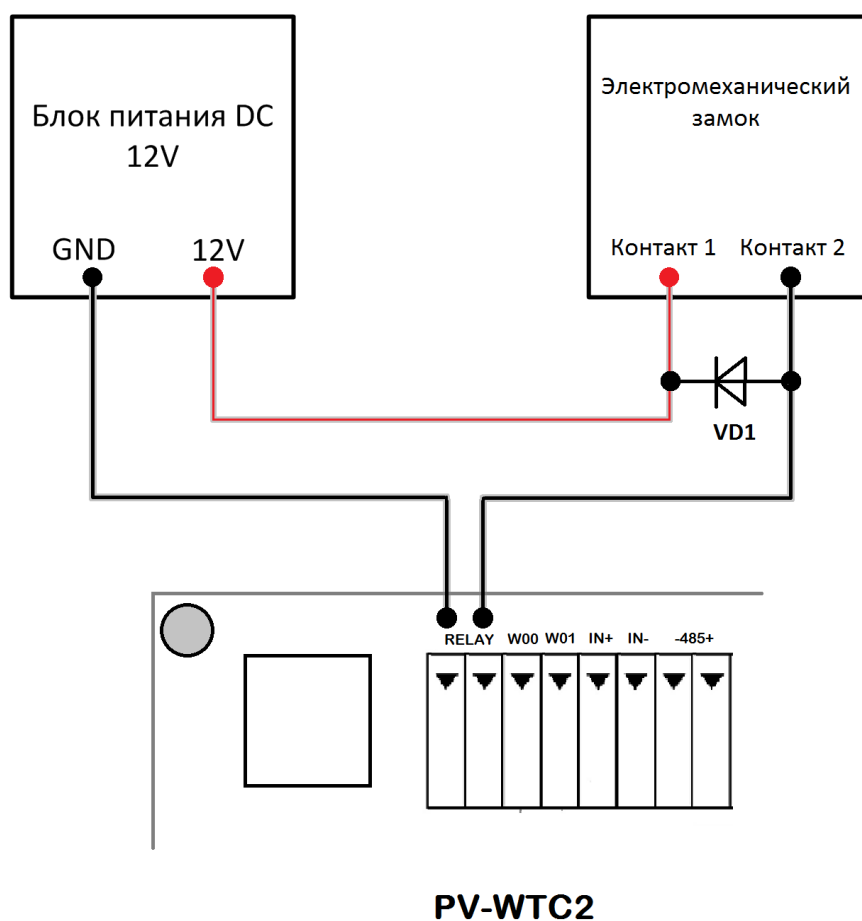 Блок питания DC
12V
GND 12V
Электромеханический
замок
Контакт 1 Контакт 2
VD1
RELAY W00 W01 IN+ IN- -485+
PV-WTC2